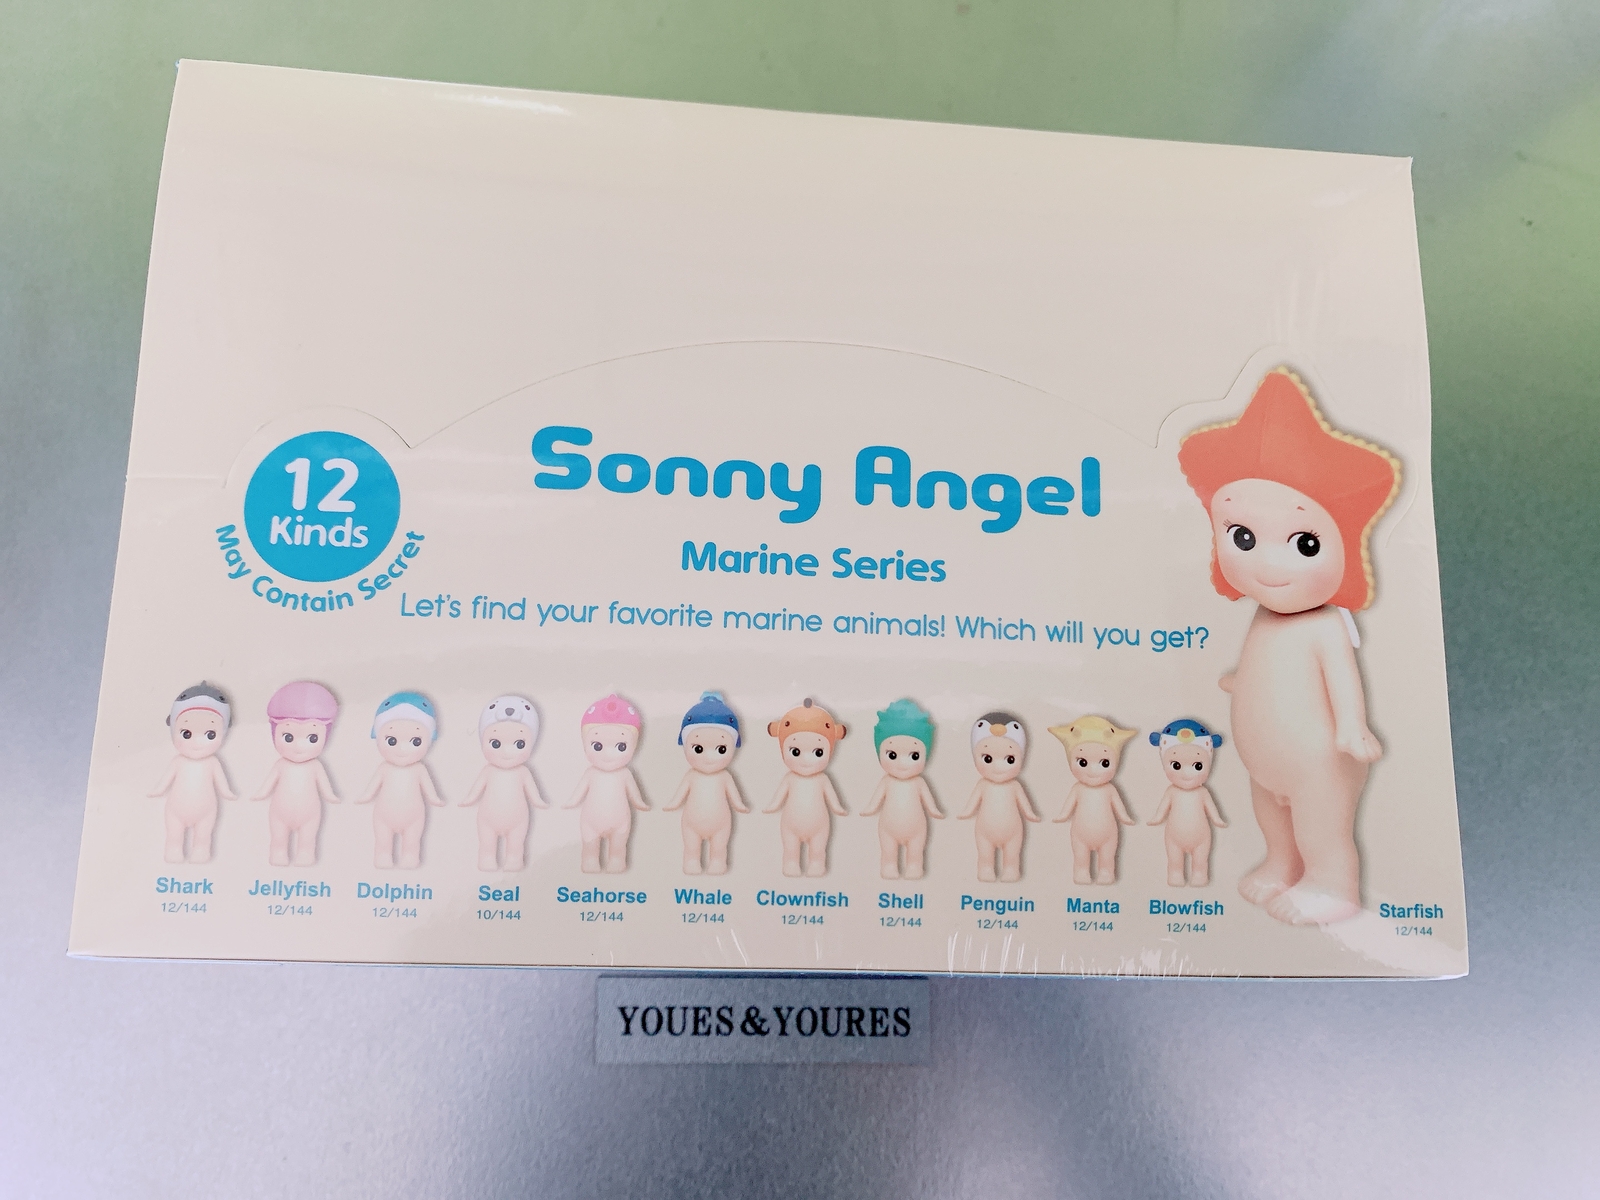 12
Kinds
May Contain Secret
Sonny Angel
Marine Series
Let's find your favorite marine animals! Which will you get?
Shark
12/144
Jellyfish
12/144
Dolphin
12/144
Seal
10/144
Seahorse
12/144
Whale
12/144
Clownfish
12/144
Shell
12/144
Penguin
12/144
Manta
12/144
Blowfish
12/144
Starfish
12/144
YOUES&YOURES